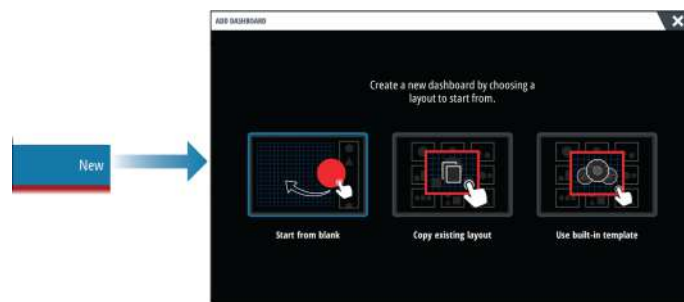 ADD DASHBOARD
Create a new dashboard by choosing a
layout to start from.
New
Start from blank
Copy existing layout
Use built-in template